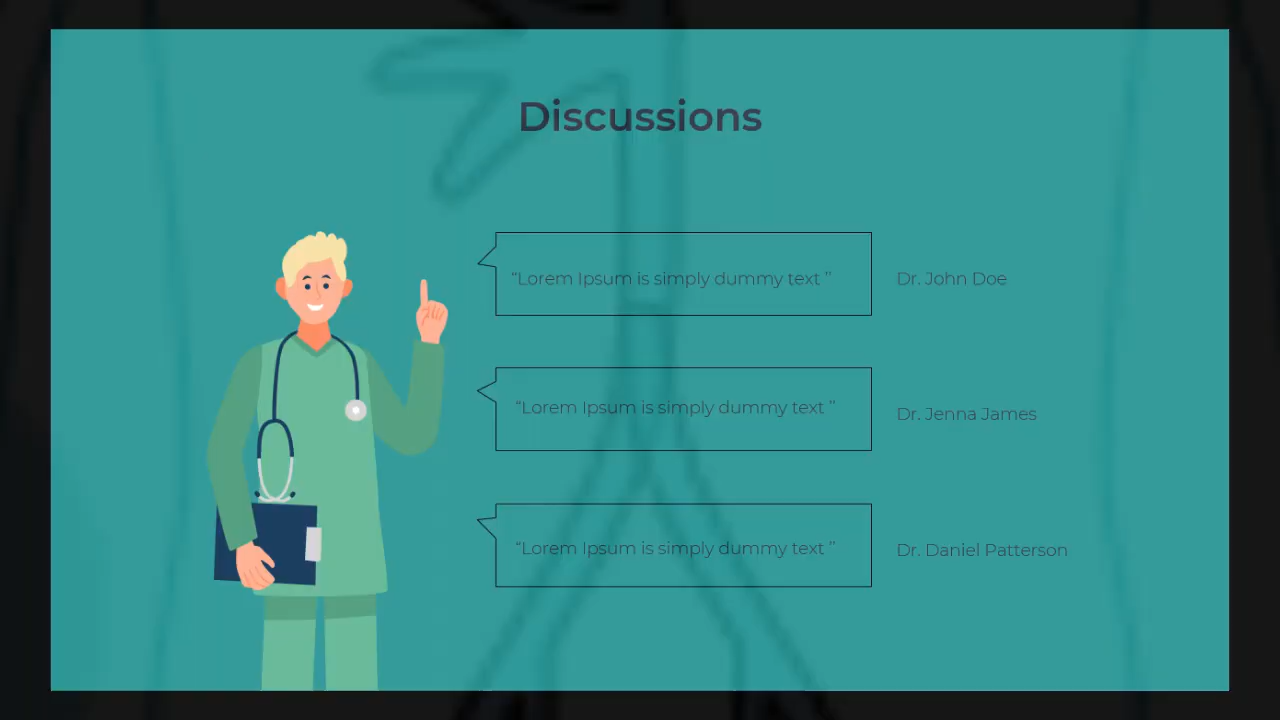 Discussions
“Lorem Ipsum is simply dummy text ”
Dr. John Doe
“Lorem Ipsum is simply dummy text ”
Dr. Jenna James
“Lorem Ipsum is simply dummy text ”
Dr. Daniel Patterson